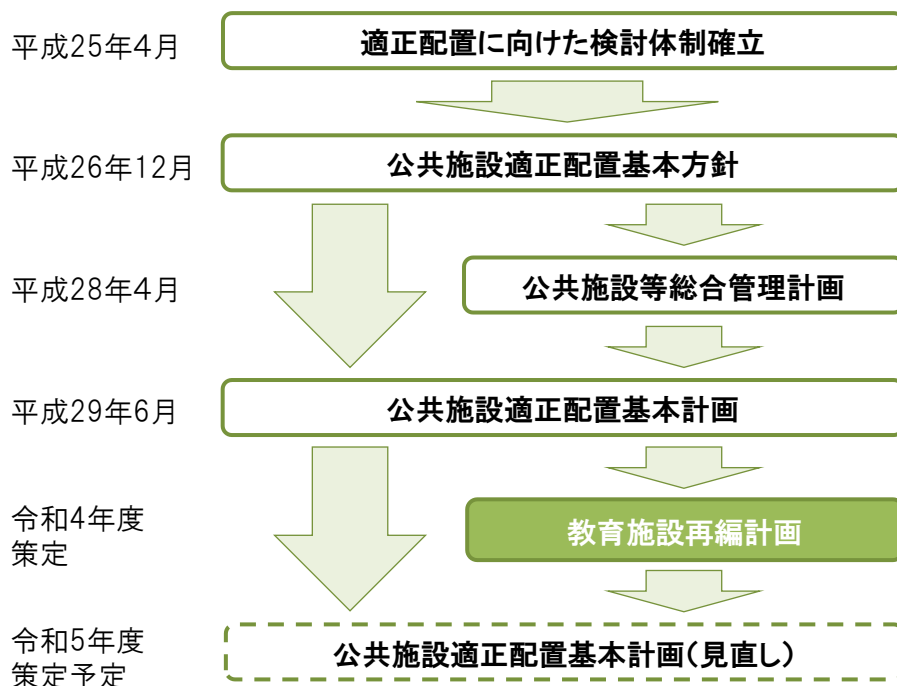 平成25年4月
適正配置に向けた検討体制確立
平成26年12月
公共施設適正配置基本方針
平成28年4月
公共施設等総合管理計画
平成29年6月
公共施設適正配置基本計画
令和4年度
策定
教育施設再編計画
令和5年度
策定予定
公共施設適正配置基本計画(見直し)